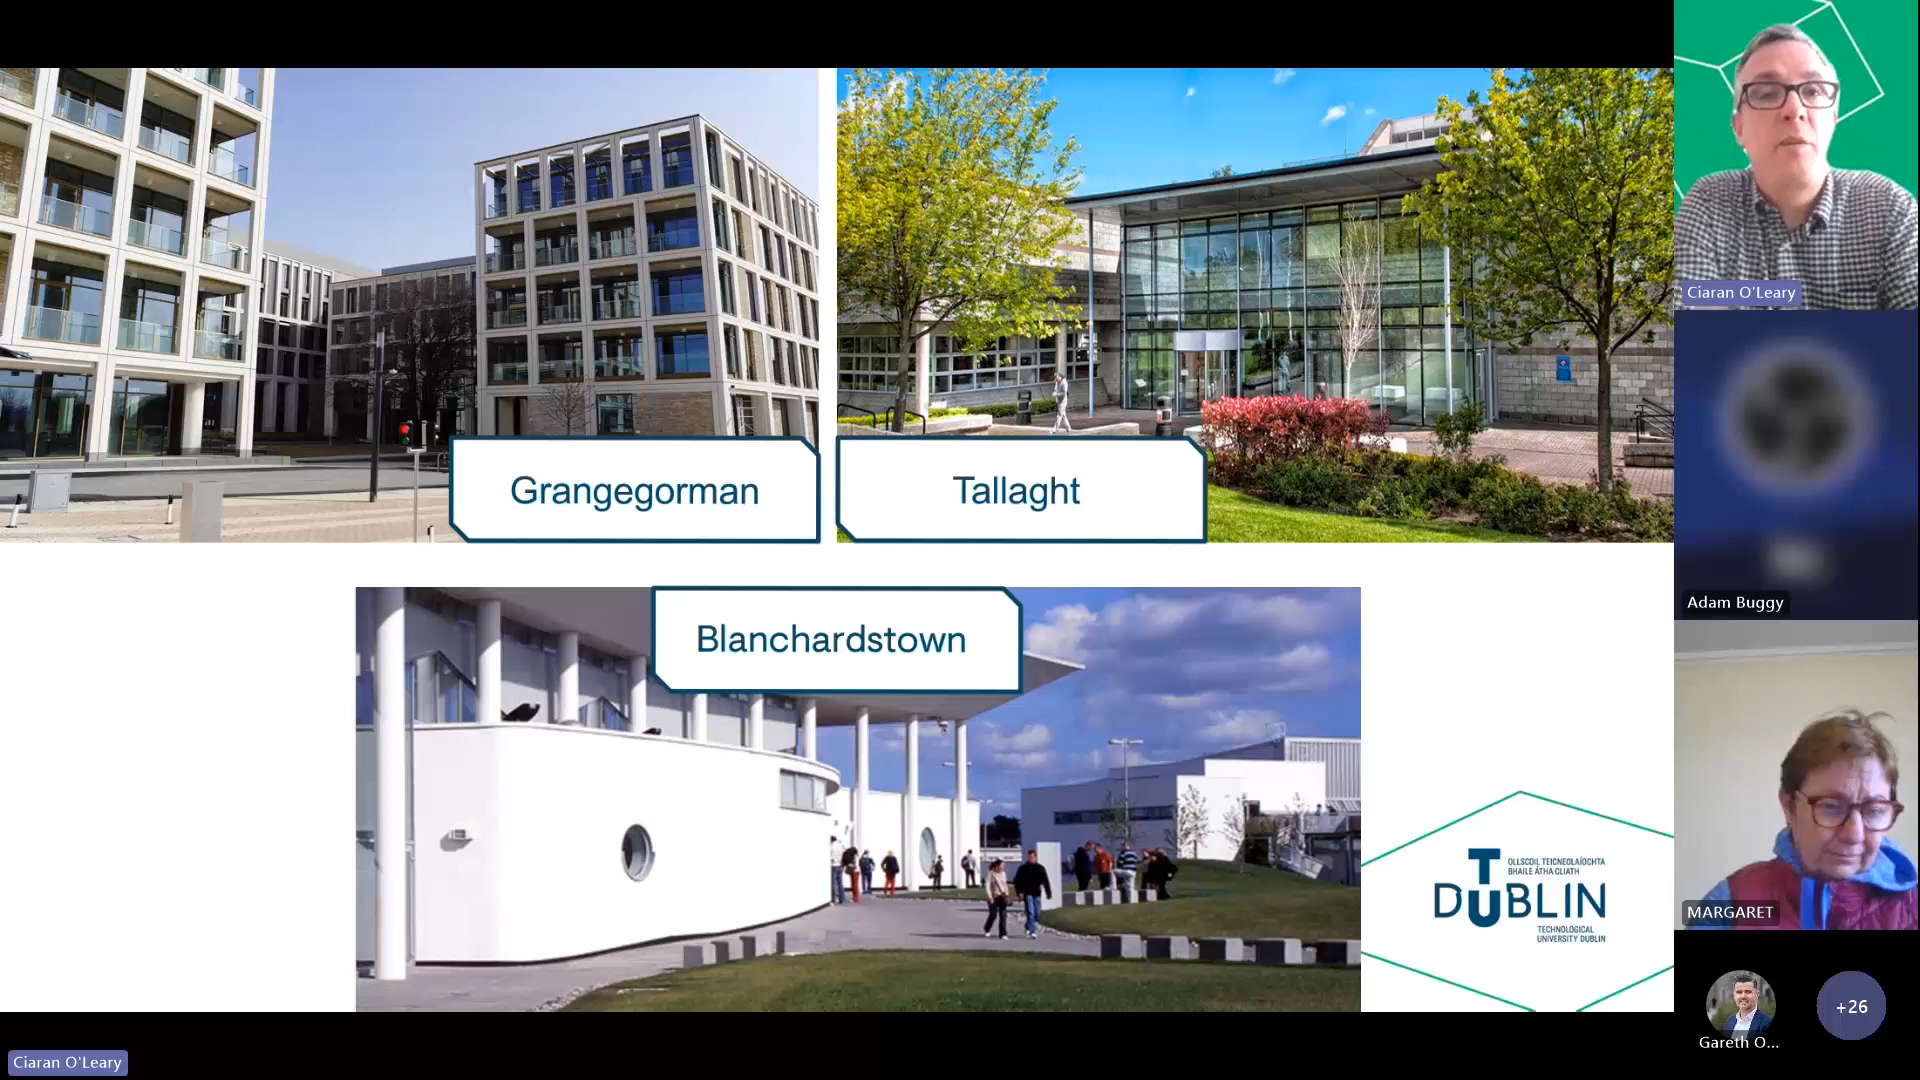 Grangegorman
Tallaght
Blanchardstown
OLLSCOIL TEICNEOLAÍOCHTA
BHAILE ÁTHA CLIATH
TU DUBLIN
TECHNOLOGICAL
UNIVERSITY DUBLIN
Ciaran O'Leary
Adam Buggy
MARGARET
Gareth O...
+26
Ciaran O'Leary